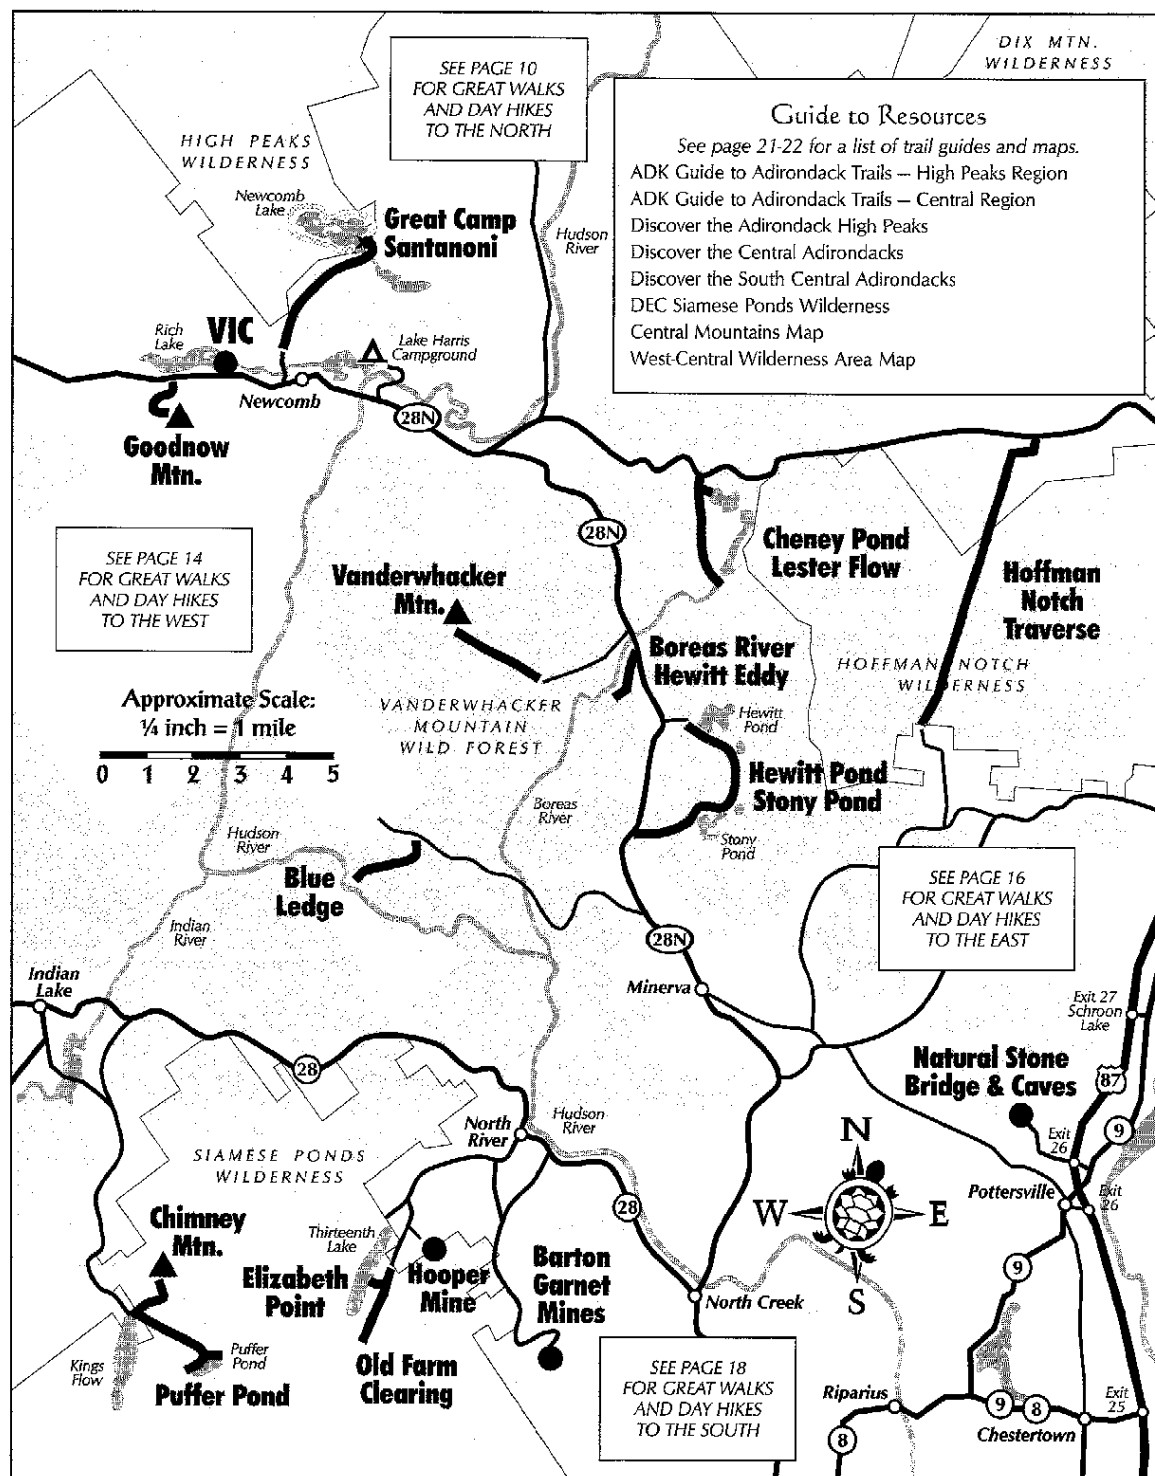 DIX MTN.
WILDERNESS
SEE PAGE 10
FOR GREAT WALKS
AND DAY HIKES
TO THE NORTH
Guide to Resources
See page 21-22 for a list of trail guides and maps.
ADK Guide to Adirondack Trails – High Peaks Region
ADK Guide to Adirondack Trails – Central Region
Discover the Adirondack High Peaks
Discover the Central Adirondacks
Discover the South Central Adirondacks
DEC Siamese Ponds Wilderness
Central Mountains Map
West-Central Wilderness Area Map
HIGH PEAKS
WILDERNESS
Newcomb
Lake
Great Camp
Santanoni
Hudson
River
Rich
Lake
VIC
Lake Harris
Campground
Newcomb
28N
Goodnow
Mtn.
28N
Cheney Pond
Lester Flow
SEE PAGE 14
FOR GREAT WALKS
AND DAY HIKES
TO THE WEST
Vanderwhacker
Mtn.
Hoffman
Notch
Traverse
Boreas River
Hewitt Eddy
HOFFMAN NOTCH
WILDERNESS
Approximate Scale:
¼ inch = 1 mile
0 1 2 3 4 5
VANDERWHACKER
MOUNTAIN
WILD FOREST
Hewitt
Pond
Hewitt Pond
Stony Pond
Boreas
River
Stony
Pond
Hudson
River
Blue
Ledge
SEE PAGE 16
FOR GREAT WALKS
AND DAY HIKES
TO THE EAST
Indian
River
28N
Indian
Lake
Minerva
Exit 27
Schroon
Lake
28
Natural Stone
Bridge & Caves
87
North
River
Hudson
River
N
9
Exit
26
SIAMESE PONDS
WILDERNESS
28
W
E
S
Pottersville
Exit
26
Chimney
Mtn.
Thirteenth
Lake
Elizabeth
Point
Hooper
Mine
Barton
Garnet
Mines
9
North Creek
Kings
Flow
Puffer
Pond
Puffer Pond
Old Farm
Clearing
SEE PAGE 18
FOR GREAT WALKS
AND DAY HIKES
TO THE SOUTH
Riparius
9
8
Exit
25
8
Chestertown